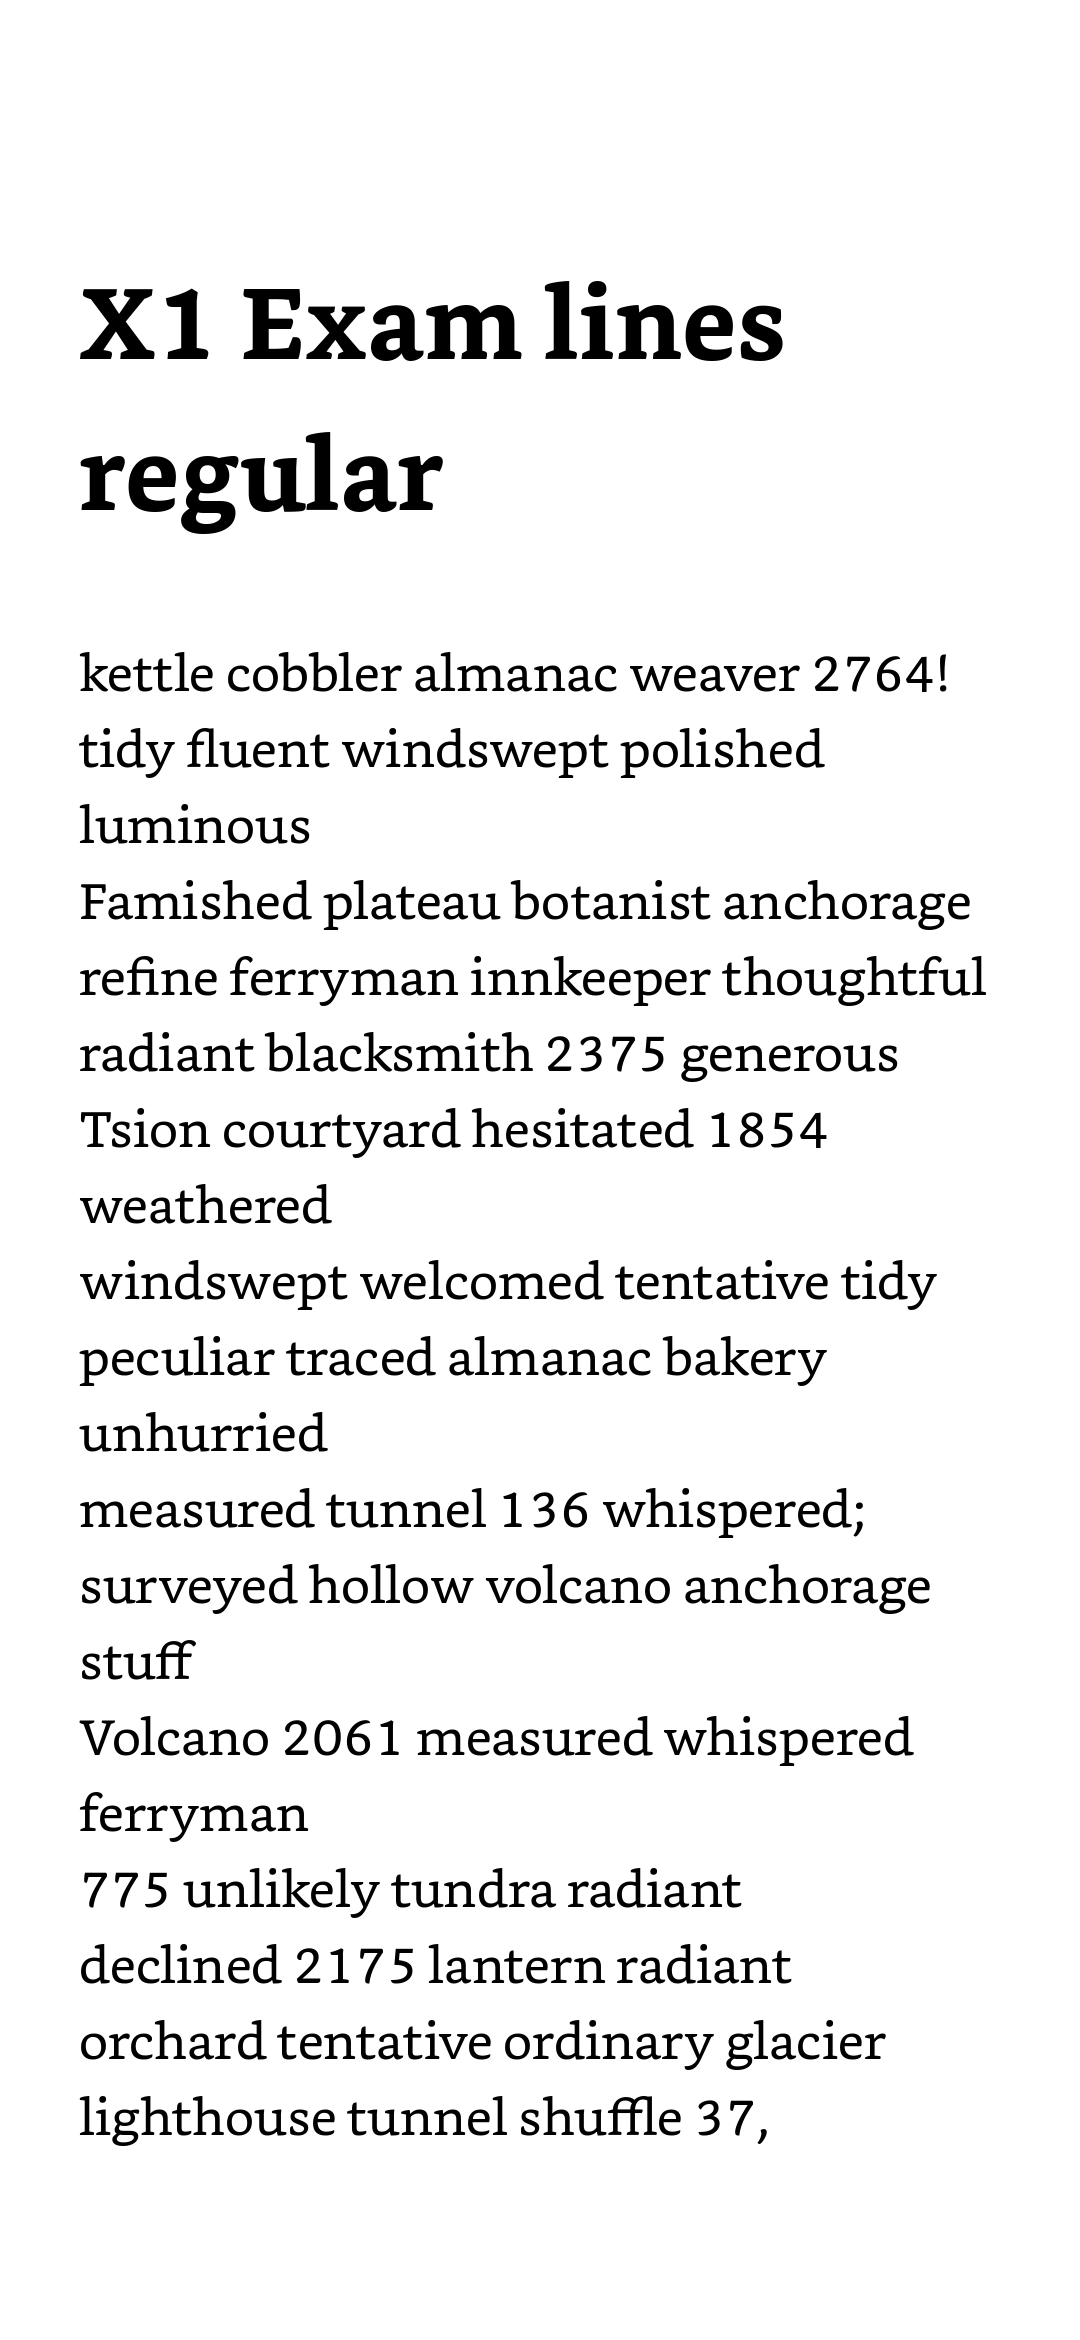 X1 Exam lines
regular
kettle cobbler almanac weaver 2764!
tidy fluent windswept polished
luminous
Famished plateau botanist anchorage
refine ferryman innkeeper thoughtful
radiant blacksmith 2375 generous
Tsion courtyard hesitated 1854
weathered
windswept welcomed tentative tidy
peculiar traced almanac bakery
unhurried
measured tunnel 136 whispered;
surveyed hollow volcano anchorage
stuff
Volcano 2061 measured whispered
ferryman
775 unlikely tundra radiant
declined 2175 lantern radiant
orchard tentative ordinary glacier
lighthouse tunnel shuffle 37,